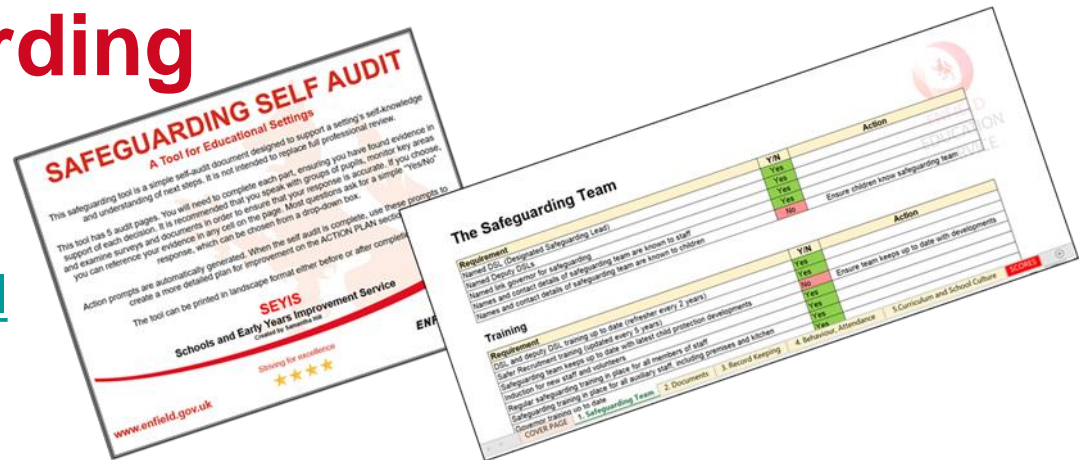 rding
SAFEGUARDING SELF AUDIT
A Tool for Educational Settings
This safeguarding tool is a simple self-audit document designed to support a setting's self-knowledge
and understanding of next steps. It is not intended to replace full professional review.
This tool has 5 audit pages. You will need to complete each part, ensuring you have found evidence in
support of each decision. It is recommended that you speak with groups of pupils, monitor key areas
and examine surveys and documents in order to ensure that your response is accurate. If you choose,
you can reference your evidence in any cell on the page. Most questions ask for a simple "Yes/No"
response, which can be chosen from a drop-down box.
Action prompts are automatically generated. When the self audit is complete, use these prompts to
create a more detailed plan for improvement on the ACTION PLAN section
The tool can be printed in landscape format either before or after
SEYIS
Schools and Early Years Improvement Service
Created by Samantha Hill
Striving for excellence
www.enfield.gov.uk
ENF
The Safeguarding Team
Requirement Y/N Action
Named DSL (Designated Safeguarding Lead) Yes
Named Deputy DSLs Yes
Named link governor for safeguarding Yes
Names and contact details of safeguarding team are known to staff Yes
Names and contact details of safeguarding team are known to children No Ensure children know safeguarding team
Training
Requirement Y/N Action
DSL and deputy DSL training up to date (refresher every 2 years) Yes
Safer Recruitment training (updated every 5 years) Yes
Safeguarding team keeps up to date with latest child protection developments No Ensure team keeps up to date with developments
Induction for new staff and volunteers Yes
Regular safeguarding training in place for all members of staff Yes
Safeguarding training in place for all auxiliary staff, including premises and kitchen Yes
Governor training up to date Yes
COVER PAGE 1. Safeguarding Team 2. Documents 3. Record Keeping 4. Behaviour, Attendance 5.Curriculum and School Culture SCORES
ENFIELD
EDUCATION